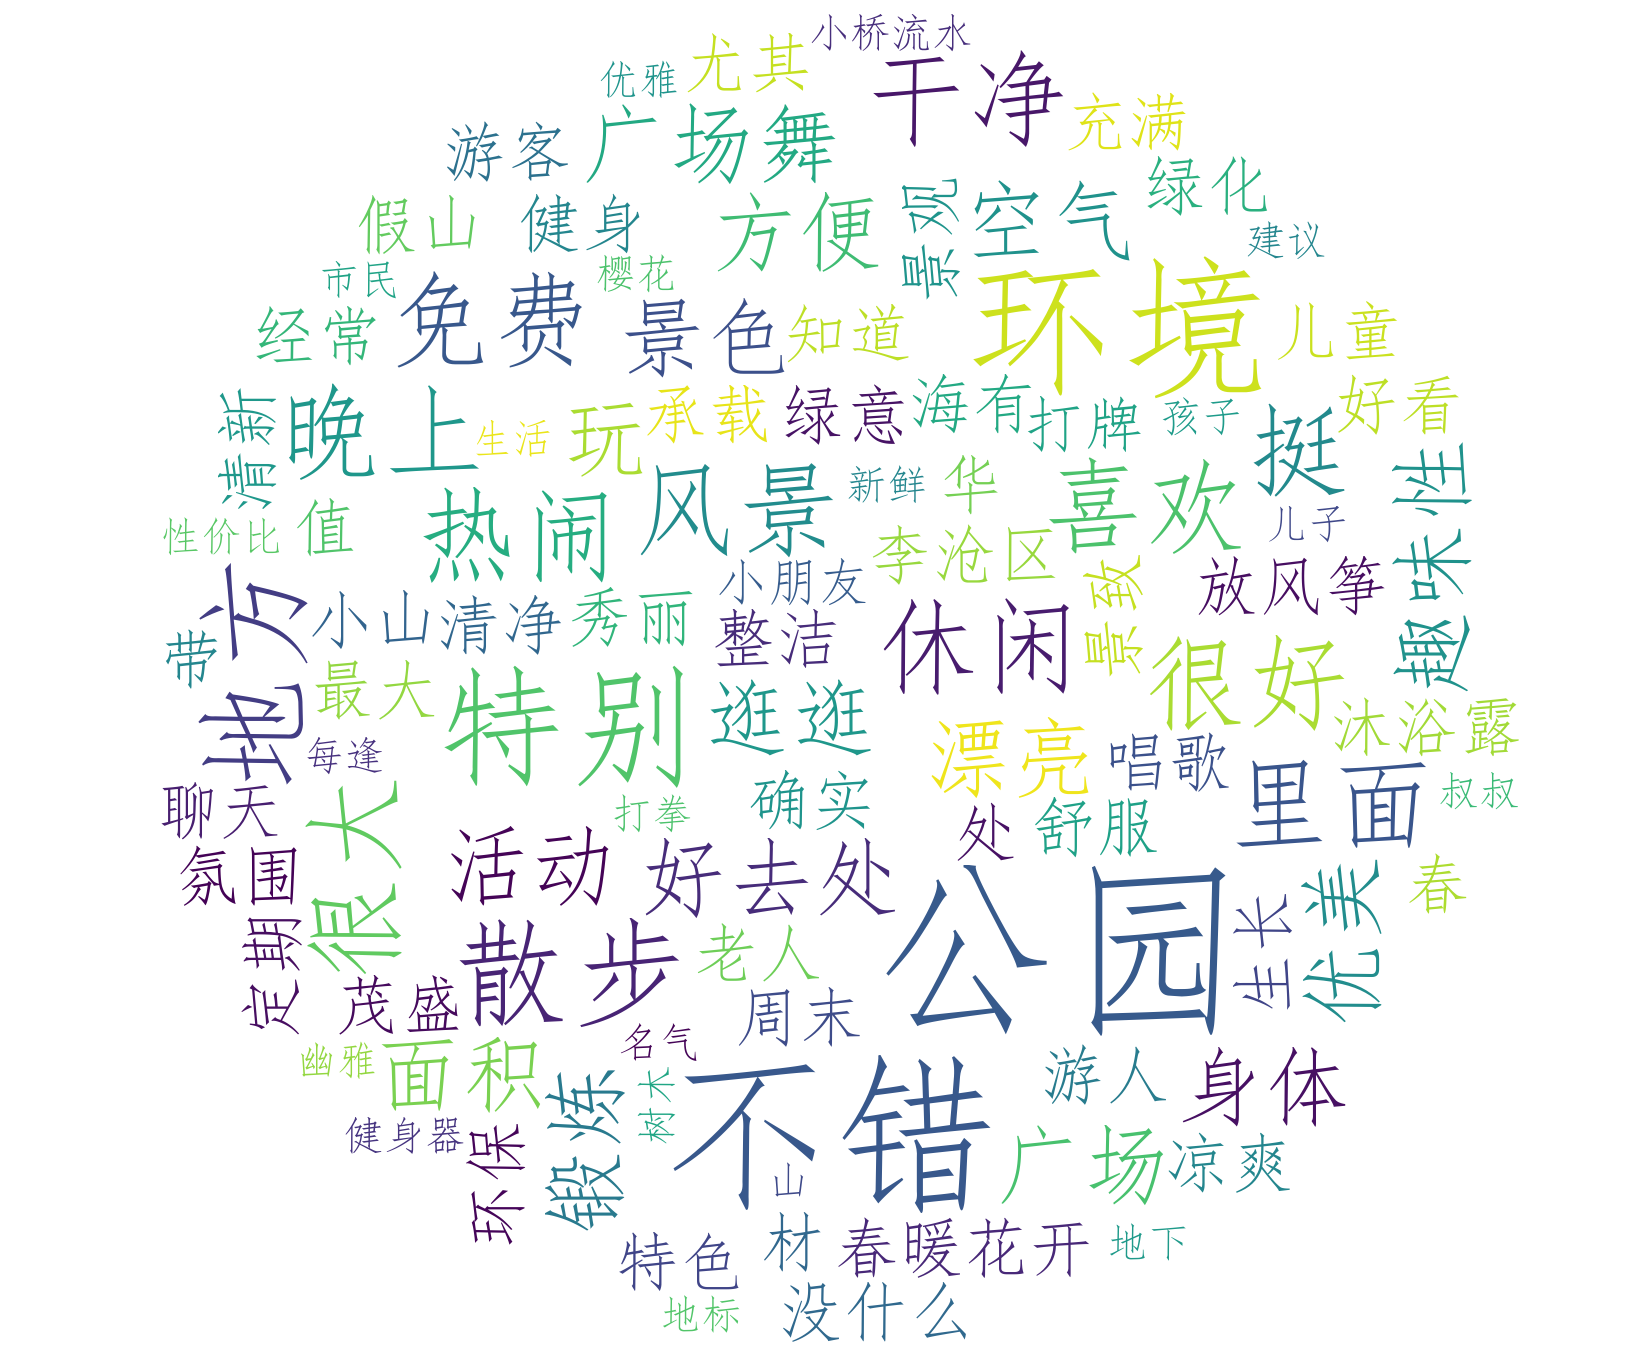 小桥流水
尤其
优雅
干净
充满
广场舞
游客
绿化
景观
空气
方便
健身
假山
建议
樱花
市民
环境
免费
景色
知道
儿童
经常
清新
晚上
生活
玩
承载
绿意
海有
打牌
孩子
好看
挺
趣味性
风景
新鲜
华
喜欢
儿子
热闹
值
性价比
李沧区
小朋友
景致
放风筝
地方
带
小山清净
秀丽
整洁
休闲
很好
最大
特别
逛逛
漂亮
沐浴露
每逢
唱歌
里面
叔叔
聊天
很大
打拳
确实
处
舒服
氛围
活动
好去处
公园
优美
春
生长
定期
散步
老人
茂盛
周末
名气
幽雅
面积
不错
游人
身体
树木
锻炼
健身器
环保
山
广场
凉爽
特色
材
春暖花开
地下
地标
没什么